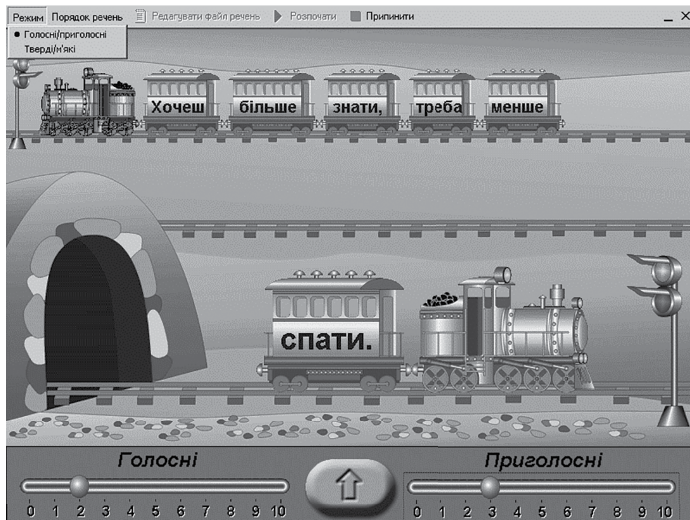 Режим Порядок речень Редагувати файл речень Розпочати Припинити
Голосні/приголосні
Тверді/м'які
Хочеш більше знати, треба менше
спати.
Голосні Приголосні
0 1 2 3 4 5 6 7 8 9 10 0 1 2 3 4 5 6 7 8 9 10